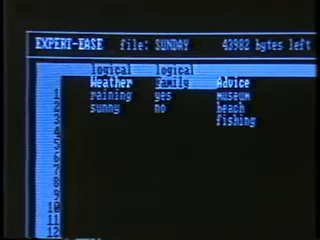 EXPERT-EASE file: SUNDAY 43982 bytes left
logical logical
Weather Family Advice
1 raining yes museum
2 sunny no beach
3 fishing
4
5
6
7
8
9
10
11
12